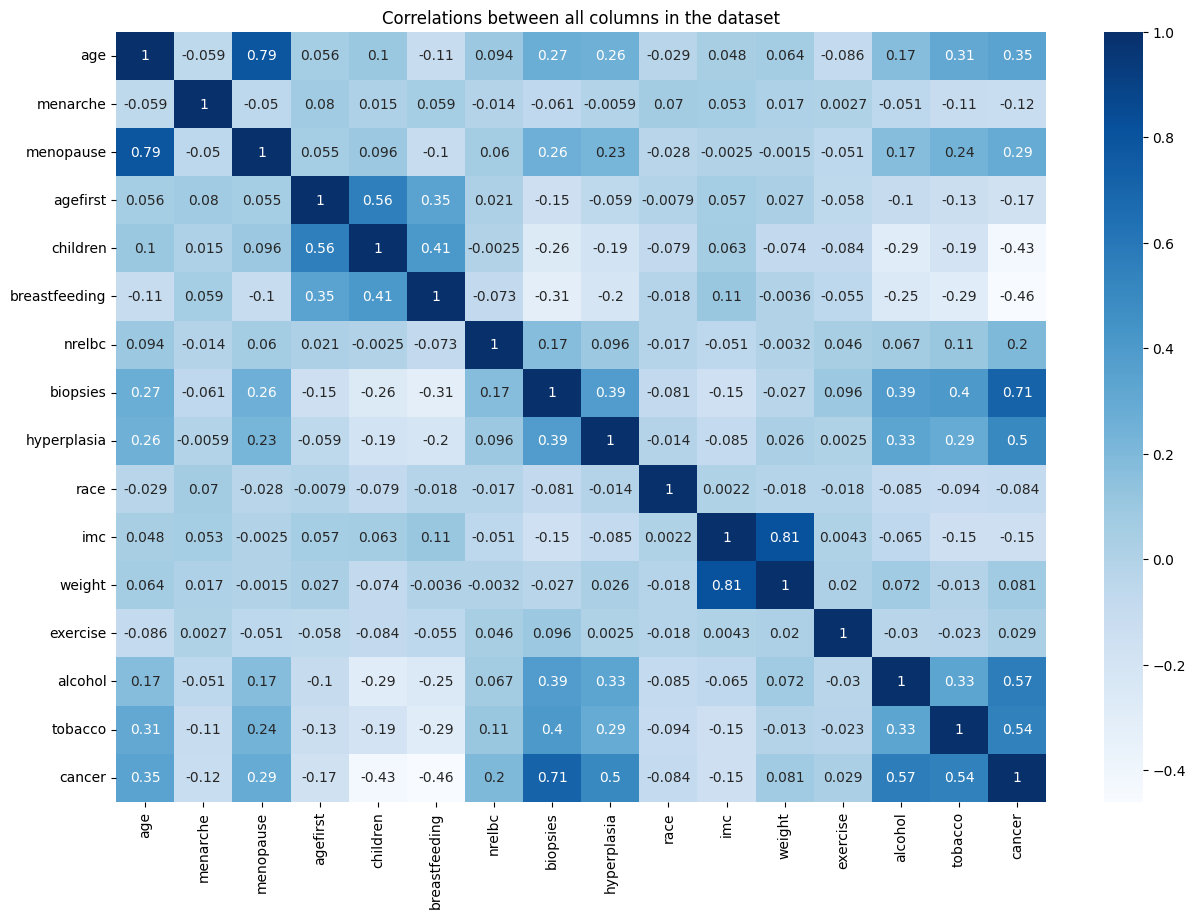 Correlations between all columns in the dataset
age 1 -0.059 0.79 0.056 0.1 -0.11 0.094 0.27 0.26 -0.029 0.048 0.064 -0.086 0.17 0.31 0.35
menarche -0.059 1 -0.05 0.08 0.015 0.059 -0.014 -0.061 -0.0059 0.07 0.053 0.017 0.0027 -0.051 -0.11 -0.12
menopause 0.79 -0.05 1 0.055 0.096 -0.1 0.06 0.26 0.23 -0.028 -0.0025 -0.0015 -0.051 0.17 0.24 0.29
agefirst 0.056 0.08 0.055 1 0.56 0.35 0.021 -0.15 -0.059 -0.0079 0.057 0.027 -0.058 -0.1 -0.13 -0.17
children 0.1 0.015 0.096 0.56 1 0.41 -0.0025 -0.26 -0.19 -0.079 0.063 -0.074 -0.084 -0.29 -0.19 -0.43
breastfeeding -0.11 0.059 -0.1 0.35 0.41 1 -0.073 -0.31 -0.2 -0.018 0.11 -0.0036 -0.055 -0.25 -0.29 -0.46
nrelbc 0.094 -0.014 0.06 0.021 -0.0025 -0.073 1 0.17 0.096 -0.017 -0.051 -0.0032 0.046 0.067 0.11 0.2
biopsies 0.27 -0.061 0.26 -0.15 -0.26 -0.31 0.17 1 0.39 -0.081 -0.15 -0.027 0.096 0.39 0.4 0.71
hyperplasia 0.26 -0.0059 0.23 -0.059 -0.19 -0.2 0.096 0.39 1 -0.014 -0.085 0.026 0.0025 0.33 0.29 0.5
race -0.029 0.07 -0.028 -0.0079 -0.079 -0.018 -0.017 -0.081 -0.014 1 0.0022 -0.018 -0.018 -0.085 -0.094 -0.084
imc 0.048 0.053 -0.0025 0.057 0.063 0.11 -0.051 -0.15 -0.085 0.0022 1 0.81 0.0043 -0.065 -0.15 -0.15
weight 0.064 0.017 -0.0015 0.027 -0.074 -0.0036 -0.0032 -0.027 0.026 -0.018 0.81 1 0.02 0.072 -0.013 0.081
exercise -0.086 0.0027 -0.051 -0.058 -0.084 -0.055 0.046 0.096 0.0025 -0.018 0.0043 0.02 1 -0.03 -0.023 0.029
alcohol 0.17 -0.051 0.17 -0.1 -0.29 -0.25 0.067 0.39 0.33 -0.085 -0.065 0.072 -0.03 1 0.33 0.57
tobacco 0.31 -0.11 0.24 -0.13 -0.19 -0.29 0.11 0.4 0.29 -0.094 -0.15 -0.013 -0.023 0.33 1 0.54
cancer 0.35 -0.12 0.29 -0.17 -0.43 -0.46 0.2 0.71 0.5 -0.084 -0.15 0.081 0.029 0.57 0.54 1
age menarche menopause agefirst children breastfeeding nrelbc biopsies hyperplasia race imc weight exercise alcohol tobacco cancer
1.0
0.8
0.6
0.4
0.2
0.0
−0.2
−0.4